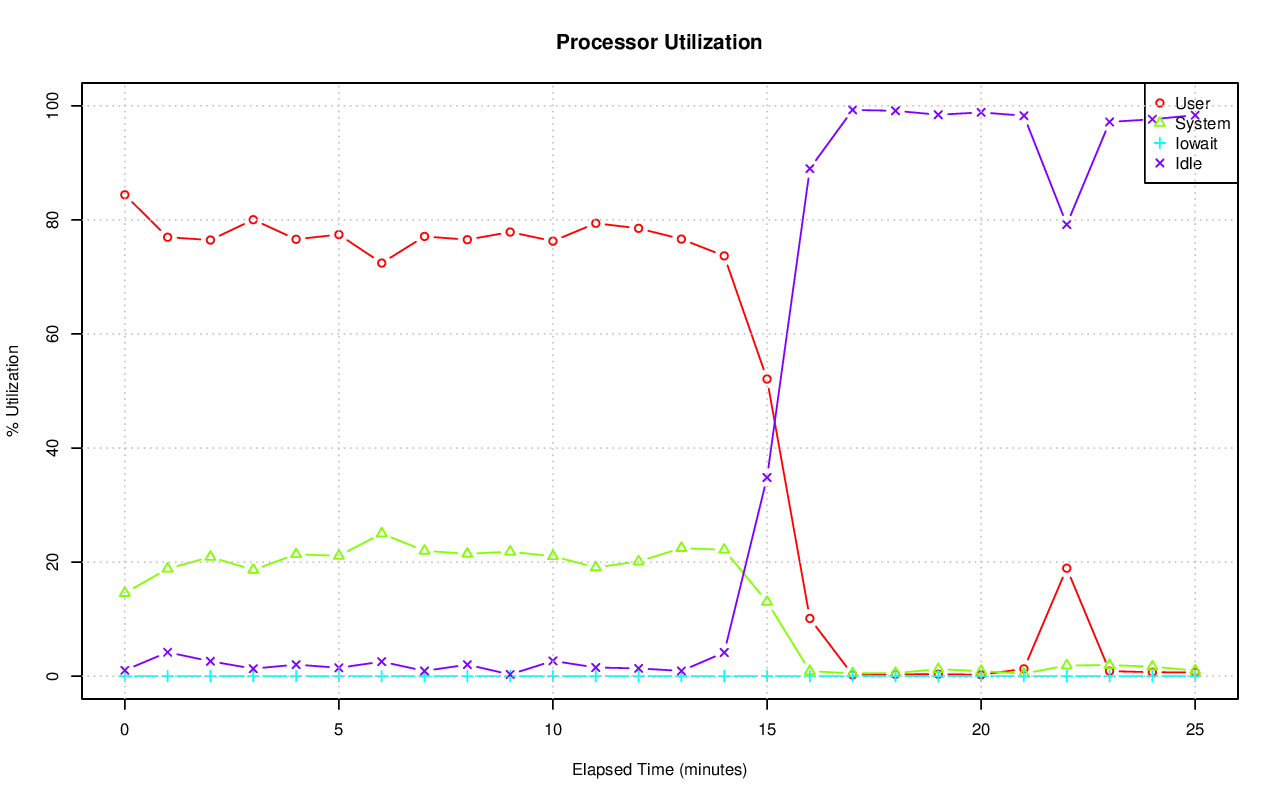 Processor Utilization
% Utilization
100
80
60
40
20
0
User
System
Iowait
Idle
0 5 10 15 20 25
Elapsed Time (minutes)